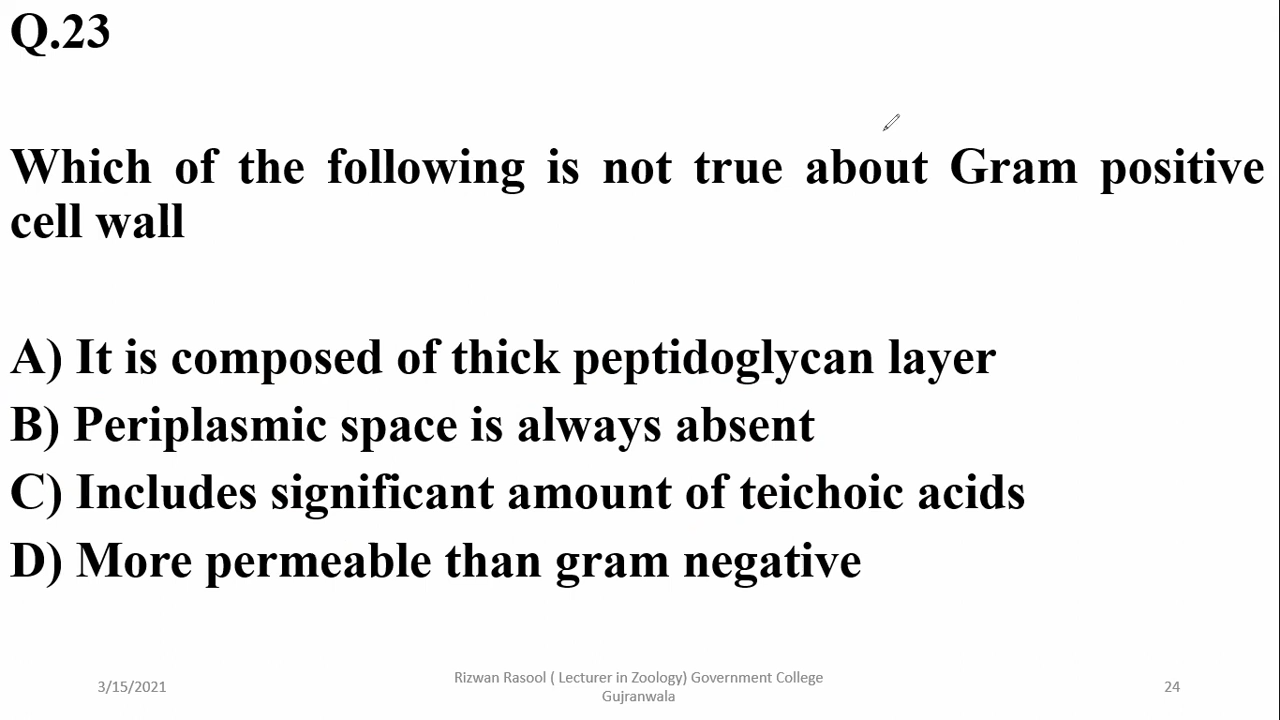 Q.23
Which of the following is not true about Gram positive
cell wall
A) It is composed of thick peptidoglycan layer
B) Periplasmic space is always absent
C) Includes significant amount of teichoic acids
D) More permeable than gram negative
3/15/2021
Rizwan Rasool ( Lecturer in Zoology) Government College
Gujranwala
24